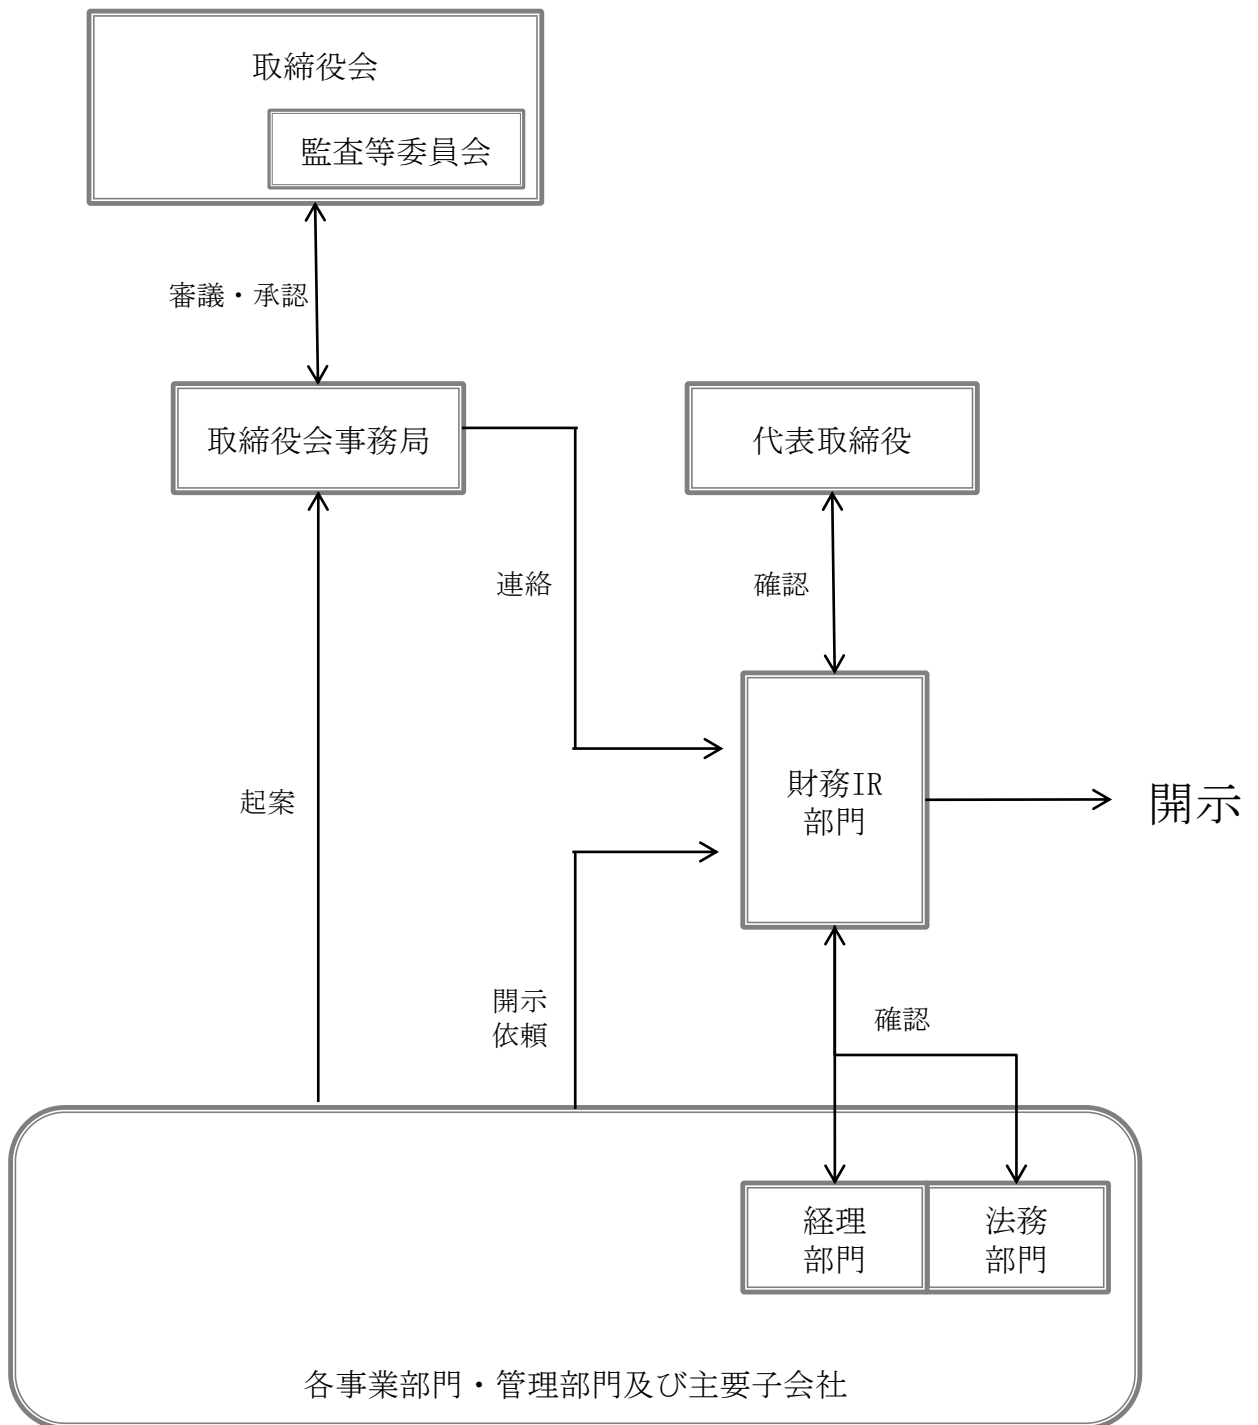 取締役会
監査等委員会
審議・承認
取締役会事務局
代表取締役
連絡
確認
財務IR
部門
開示
起案
開示
依頼
確認
経理
部門
法務
部門
各事業部門・管理部門及び主要子会社